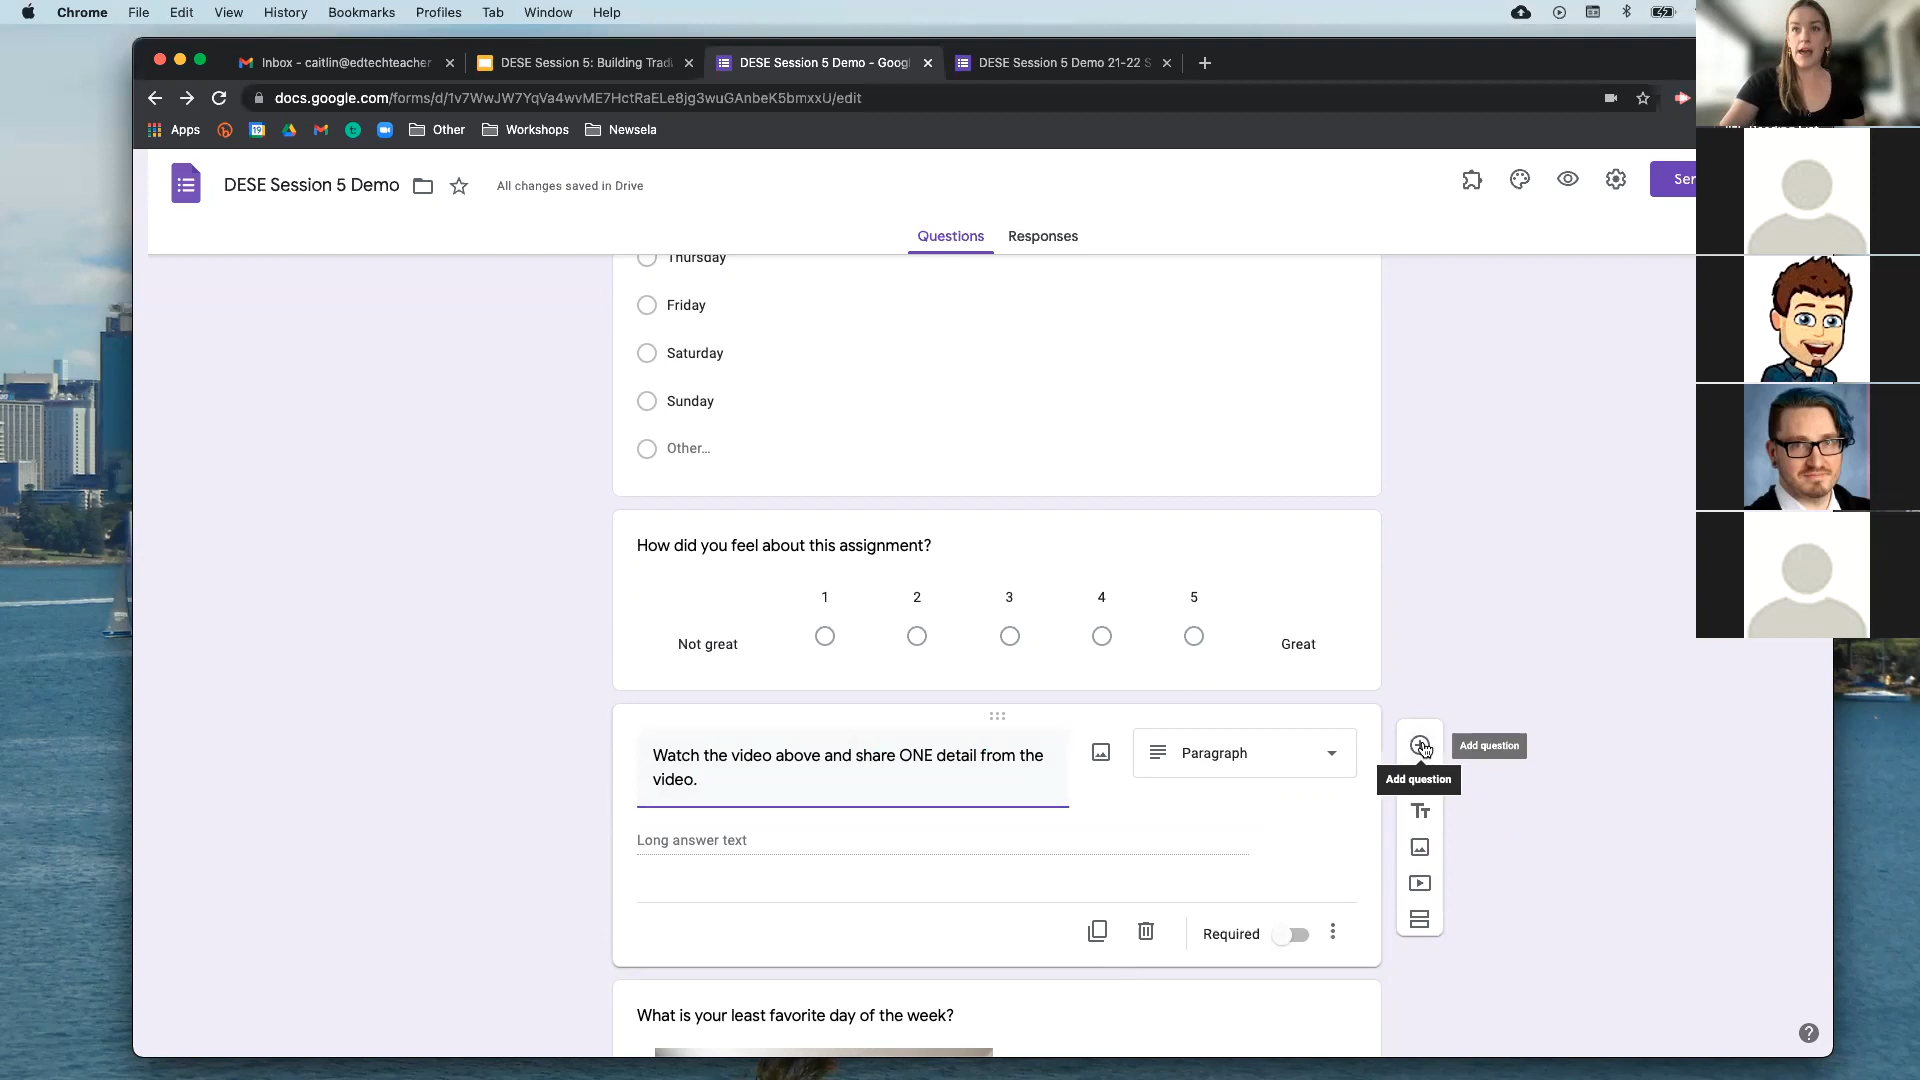 Chrome File Edit View History Bookmarks Profiles Tab Window Help
Inbox - caitlin@edtechteacher
DESE Session 5: Building Tradi
DESE Session 5 Demo - Googl
DESE Session 5 Demo 21-22 S
docs.google.com/forms/d/1v7WwJW7YqVa4wvME7HctRaELe8jg3wuGAnbeK5bmxxU/edit
Apps
19
Other
Workshops
Newsela
DESE Session 5 Demo
All changes saved in Drive
Ser
Questions Responses
Thursday
Friday
Saturday
Sunday
Other...
How did you feel about this assignment?
1 2 3 4 5
Not great
Great
Watch the video above and share ONE detail from the
video.
Paragraph
Add question
Add question
Tт
Long answer text
Required
What is your least favorite day of the week?